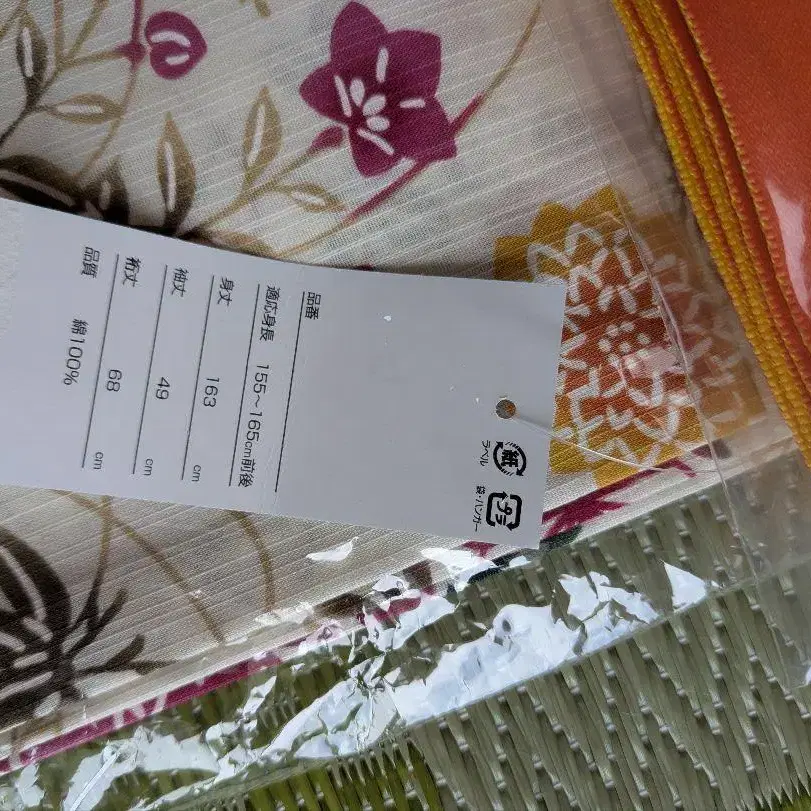 紙
ラベル
プラ
袋・ハンガー
品番
適応身長 155～165cm前後
身丈 163 cm
袖丈 49 cm
裄丈 68 cm
品質 綿100%